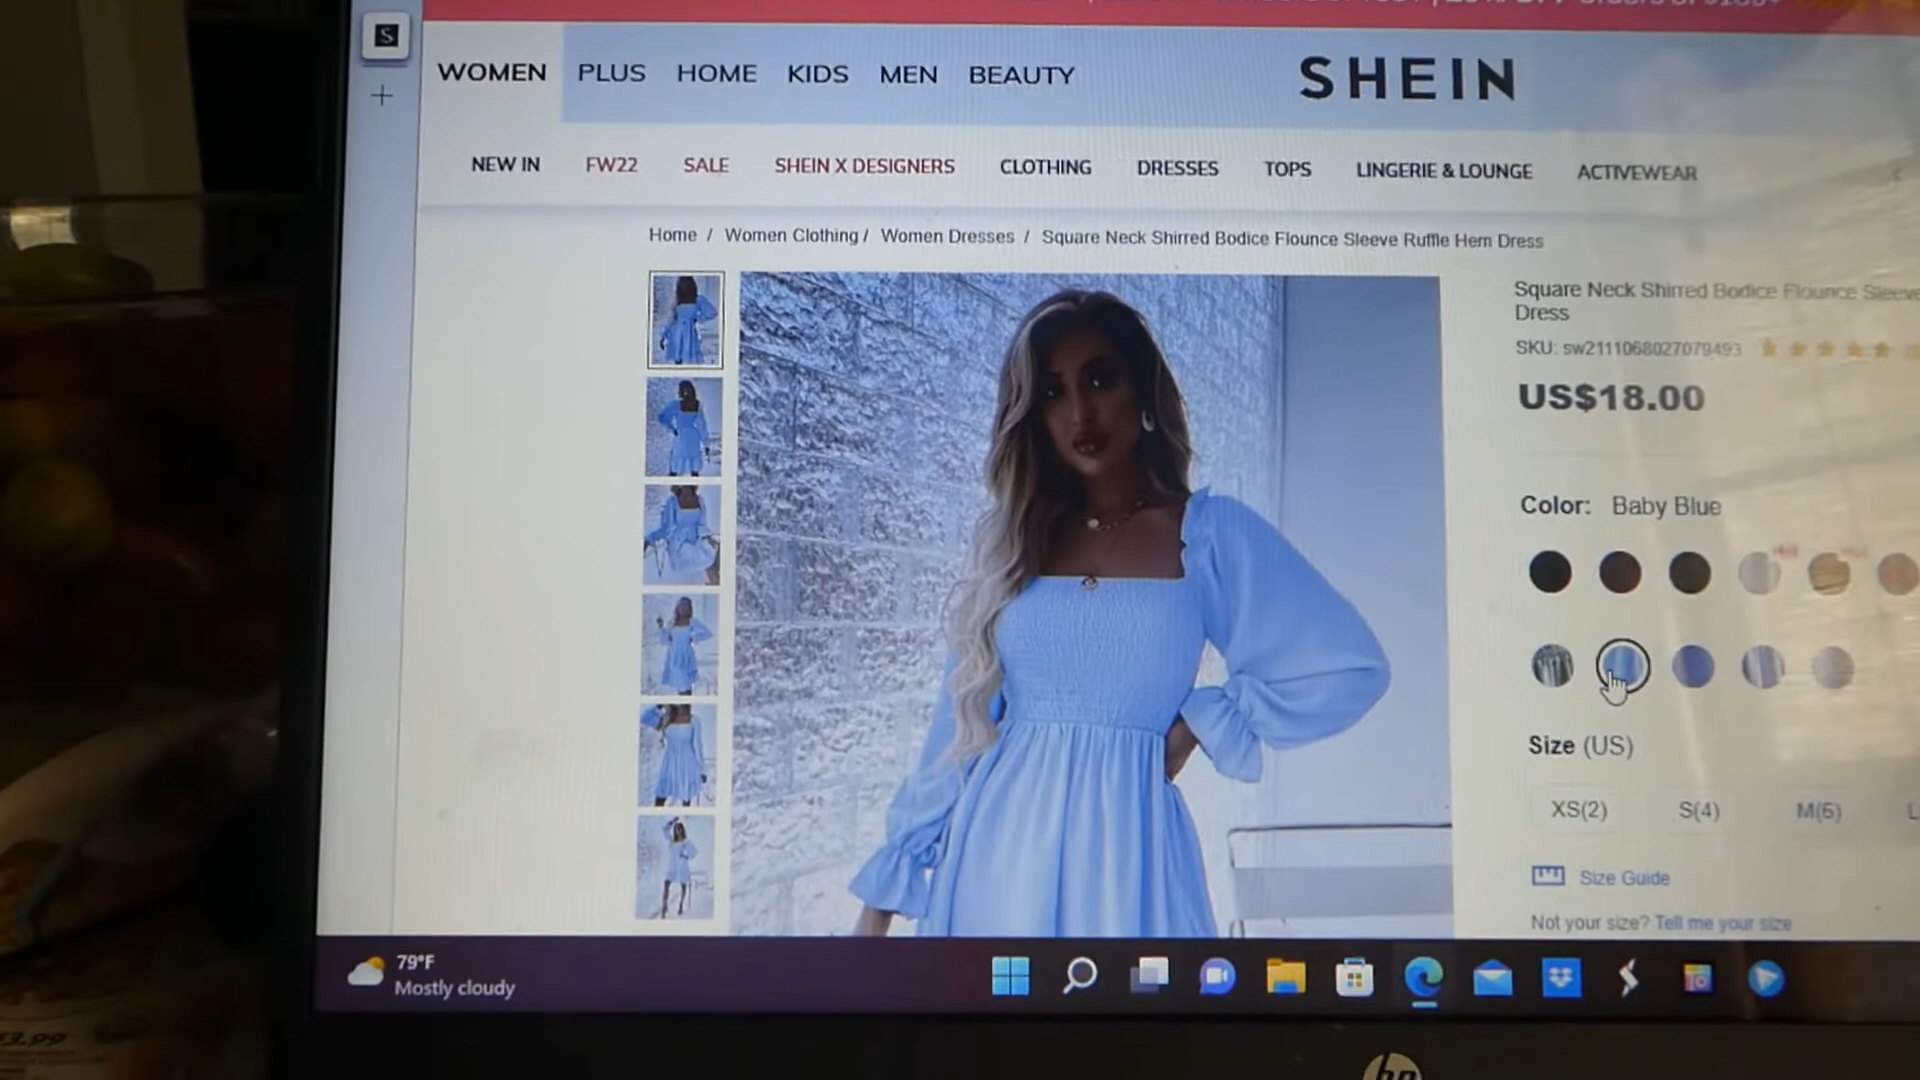 S
WOMEN PLUS HOME KIDS MEN BEAUTY SHEIN
NEW IN FW22 SALE SHEIN X DESIGNERS CLOTHING DRESSES TOPS LINGERIE & LOUNGE ACTIVEWEAR
Home / Women Clothing / Women Dresses / Square Neck Shirred Bodice Flounce Sleeve Ruffle Hem Dress
Square Neck Shirred Bodice Flounce Sleeve
Dress
SKU: sw2111068027079493
US$18.00
Color: Baby Blue
Size (US)
XS(2) S(4) M(6) L
Size Guide
Not your size? Tell me your size
79°F
Mostly cloudy
hp